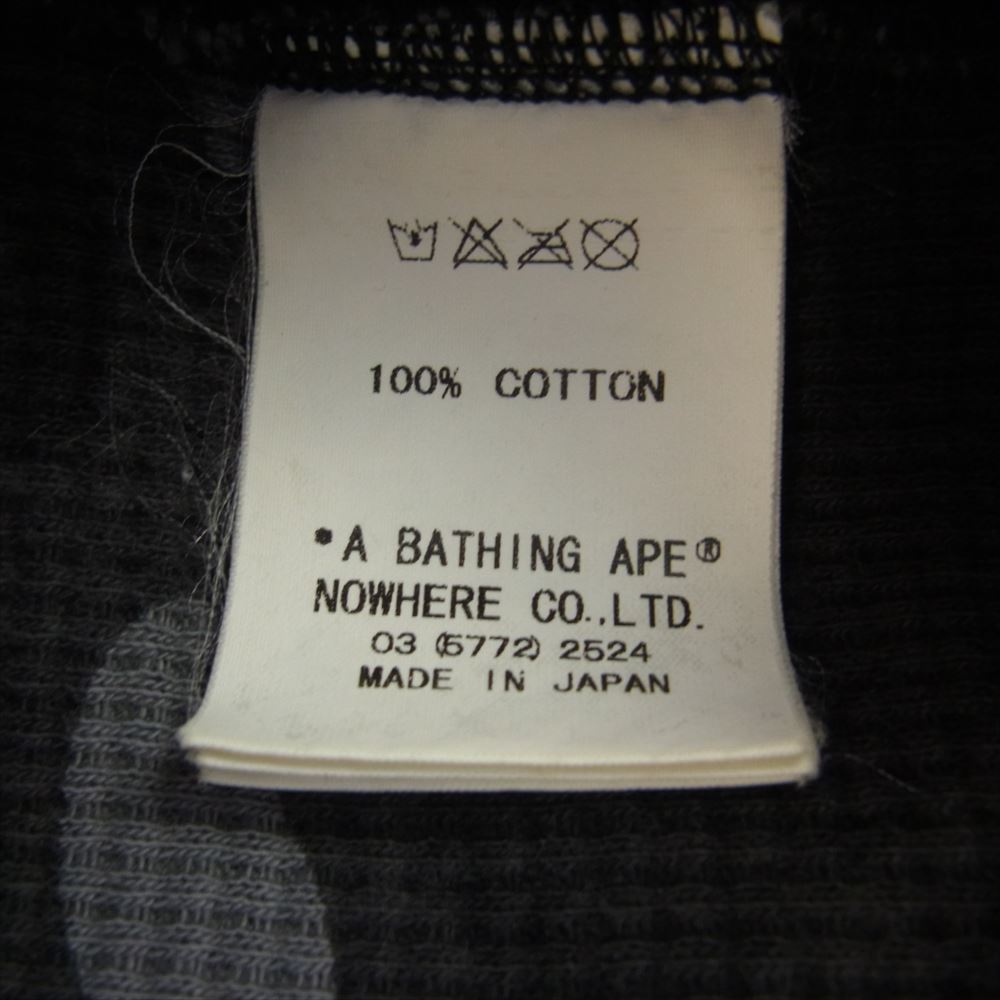 100% COTTON
•A BATHING APE®
NOWHERE CO.,LTD.
03 (5772) 2524
MADE IN JAPAN